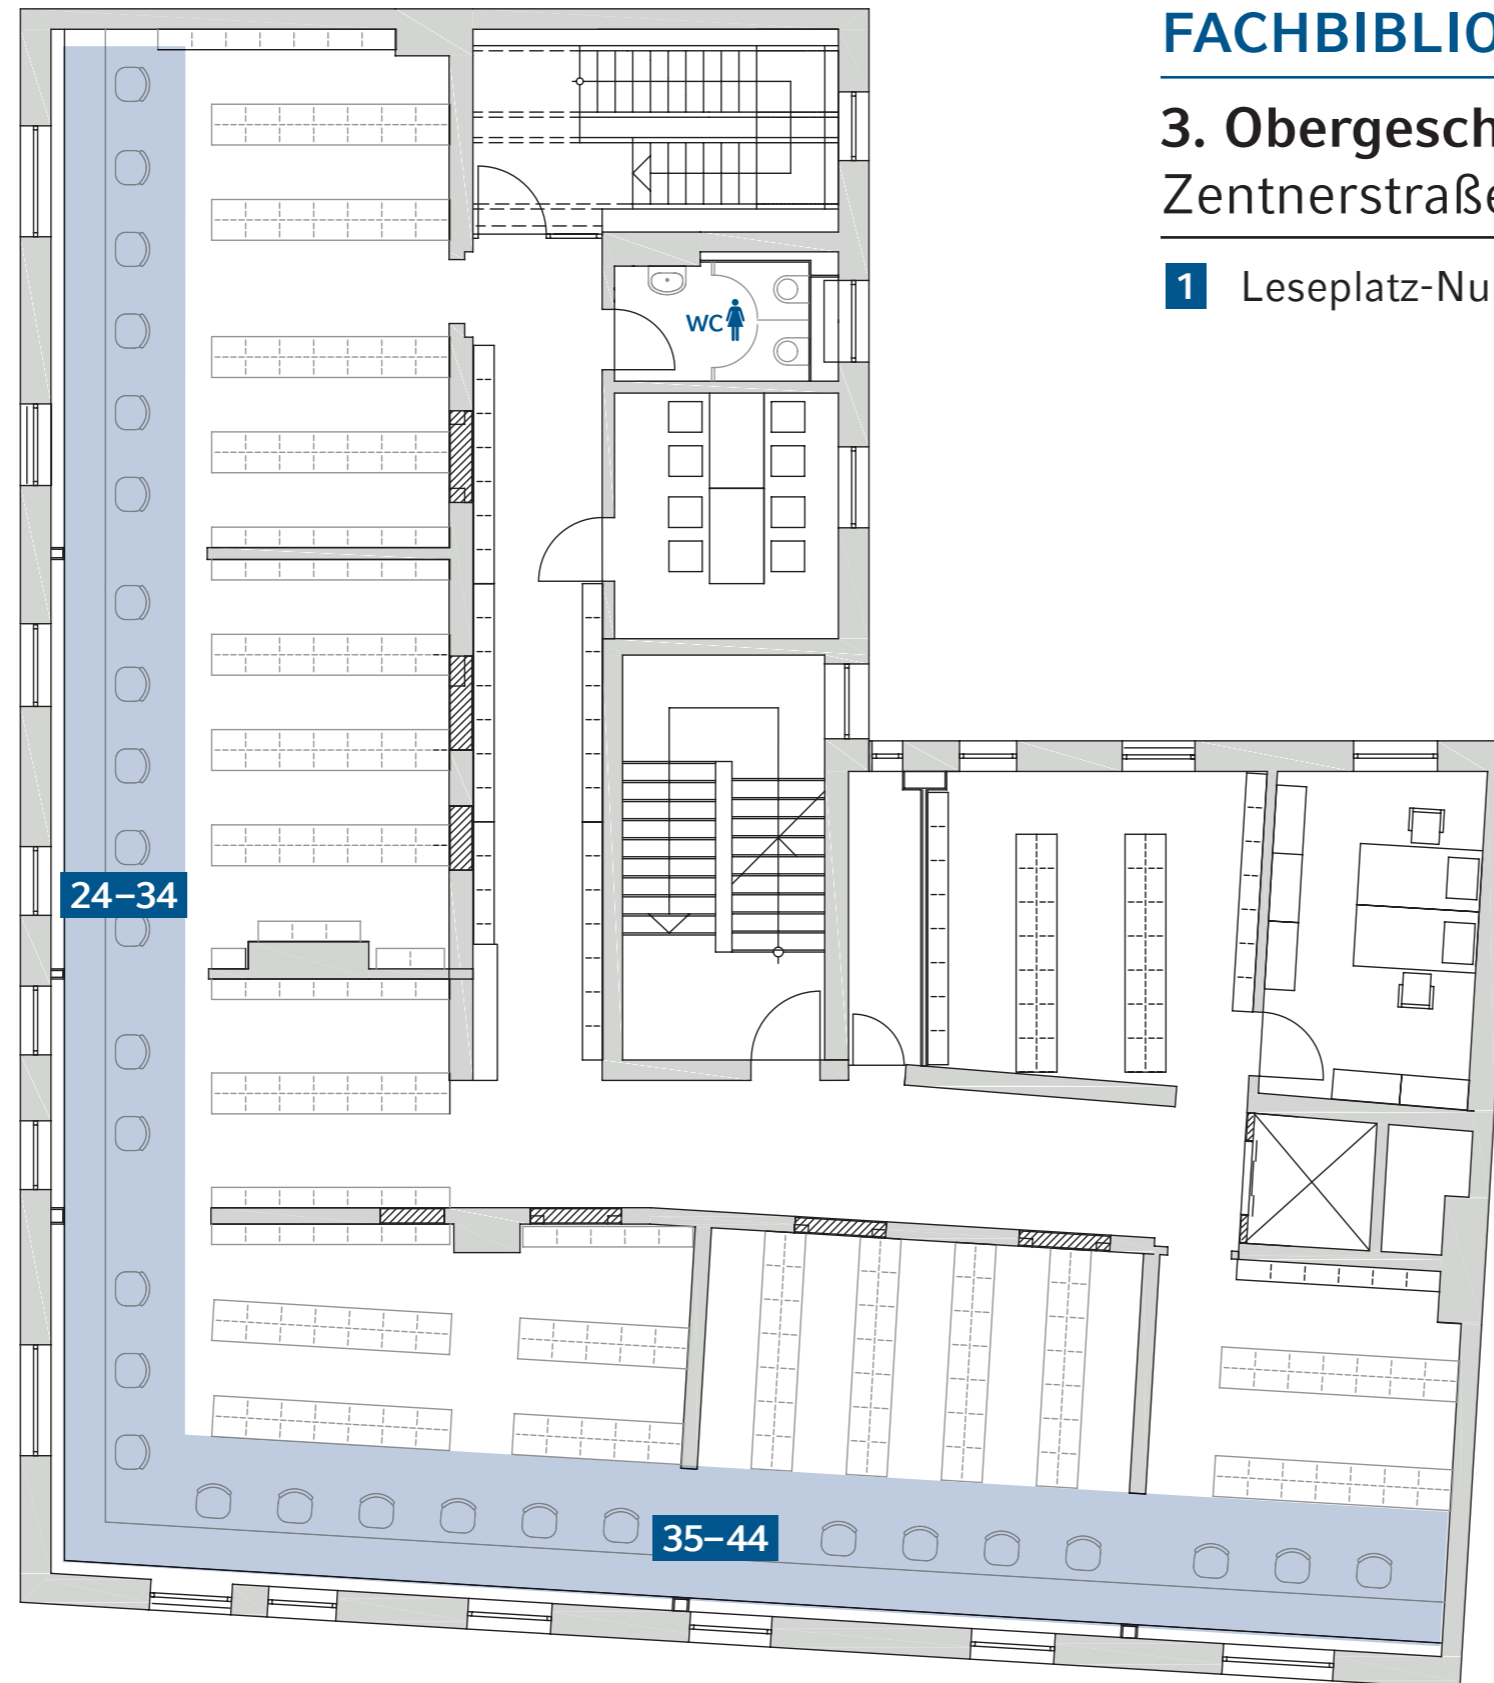 FACHBIBLIO
3. Obergesch
Zentnerstraße
1 Leseplatz-Nu
WC
24–34
35–44